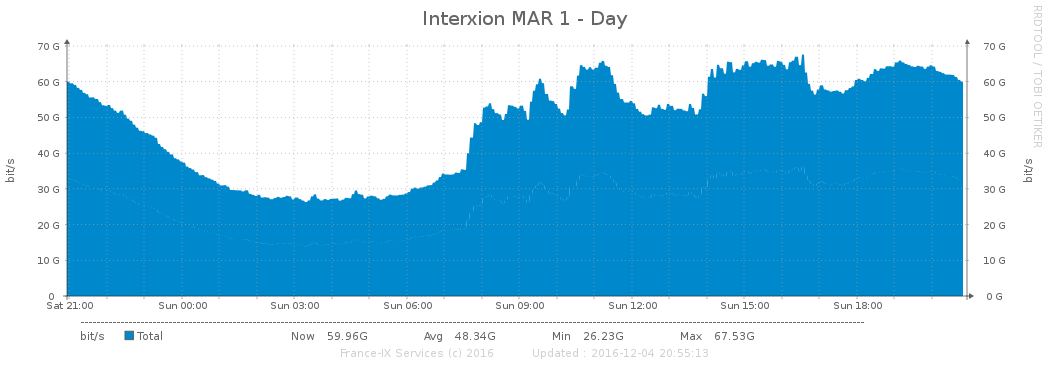 Interxion MAR 1 - Day
RRDTOOL / TOBI OETIKER
70 G 70 G
60 G 60 G
50 G 50 G
40 G 40 G
30 G 30 G
20 G 20 G
10 G 10 G
0 0 G
bit/s
bit/s
Sat 21:00 Sun 00:00 Sun 03:00 Sun 06:00 Sun 09:00 Sun 12:00 Sun 15:00 Sun 18:00
bit/s Total Now 59.96G Avg 48.34G Min 26.23G Max 67.53G
France-IX Services (c) 2016 Updated : 2016-12-04 20:55:13